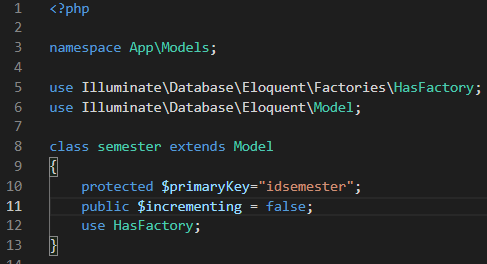 1 <?php
2
3 namespace App\Models;
4
5 use Illuminate\Database\Eloquent\Factories\HasFactory;
6 use Illuminate\Database\Eloquent\Model;
7
8 class semester extends Model
9 {
10 protected $primaryKey="idsemester";
11 public $incrementing = false;
12 use HasFactory;
13 }